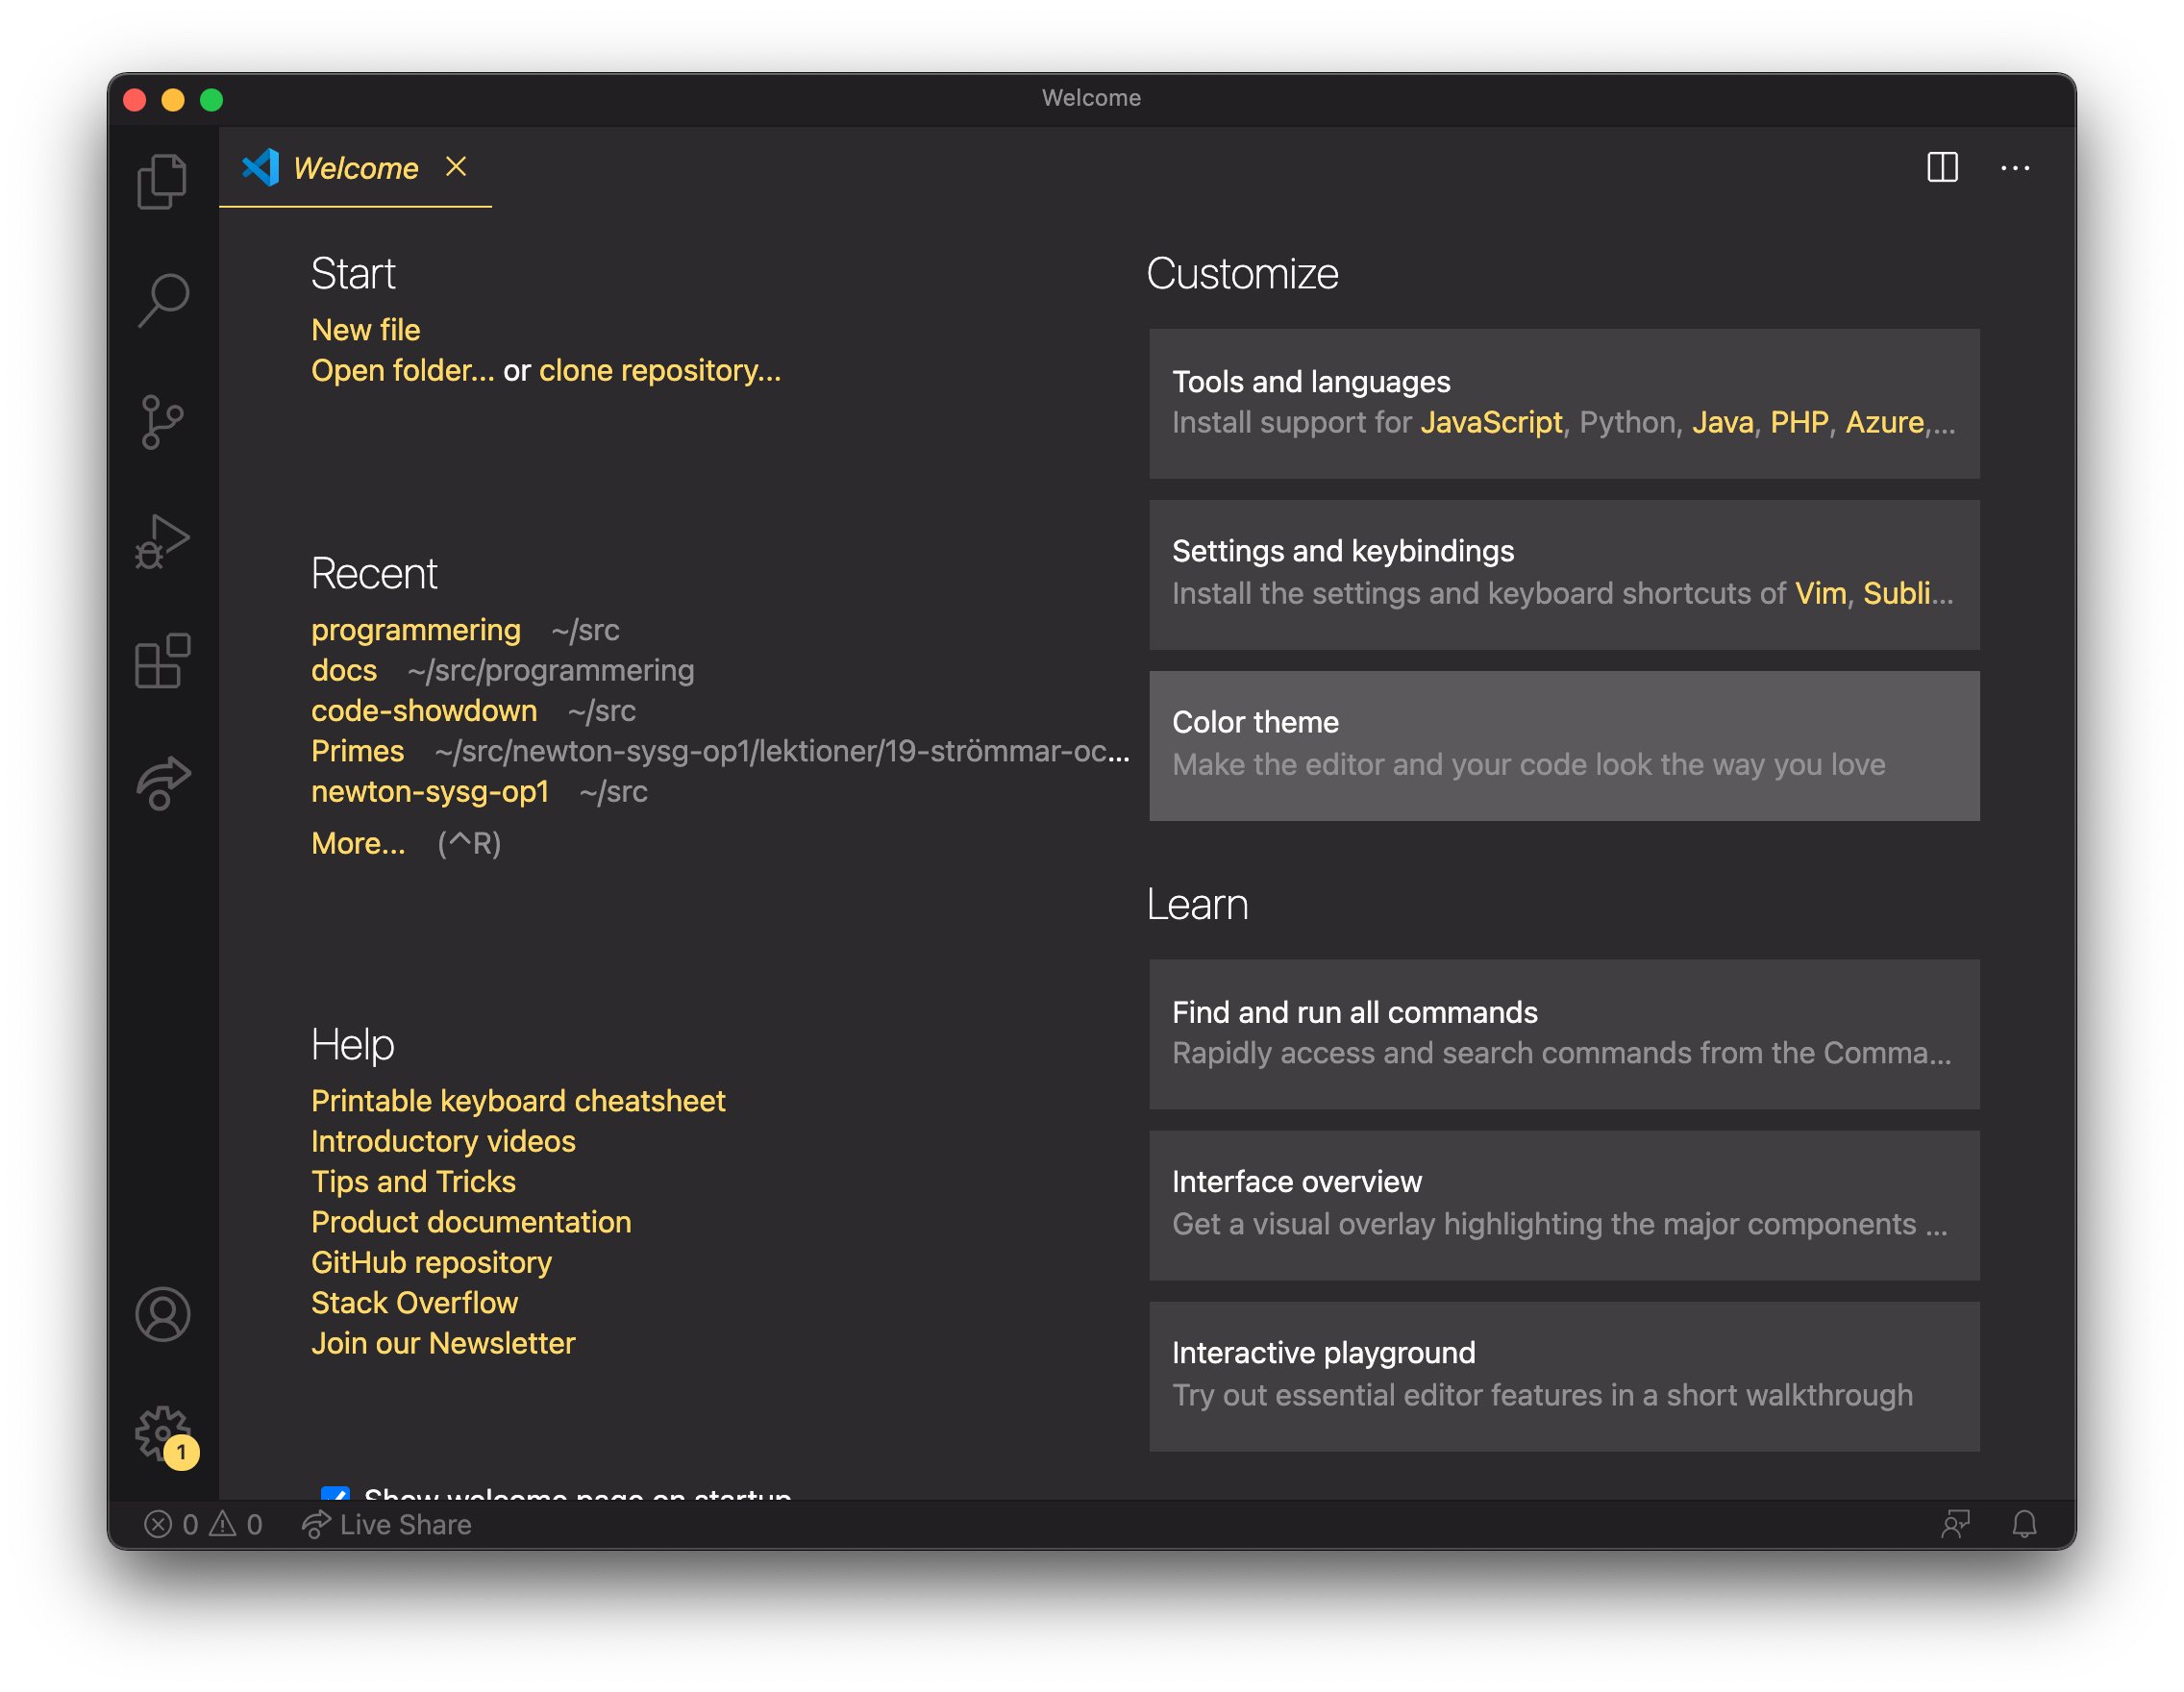 Welcome
Welcome
Start
New file
Open folder... or clone repository...
Recent
programmering ~/src
docs ~/src/programmering
code-showdown ~/src
Primes ~/src/newton-sysg-op1/lektioner/19-strömmar-oc...
newton-sysg-op1 ~/src
More... (^R)
Help
Printable keyboard cheatsheet
Introductory videos
Tips and Tricks
Product documentation
GitHub repository
Stack Overflow
Join our Newsletter
Show welcome page on startup
Customize
Tools and languages
Install support for JavaScript, Python, Java, PHP, Azure,...
Settings and keybindings
Install the settings and keyboard shortcuts of Vim, Subli...
Color theme
Make the editor and your code look the way you love
Learn
Find and run all commands
Rapidly access and search commands from the Comma...
Interface overview
Get a visual overlay highlighting the major components ...
Interactive playground
Try out essential editor features in a short walkthrough
1
0 0 Live Share